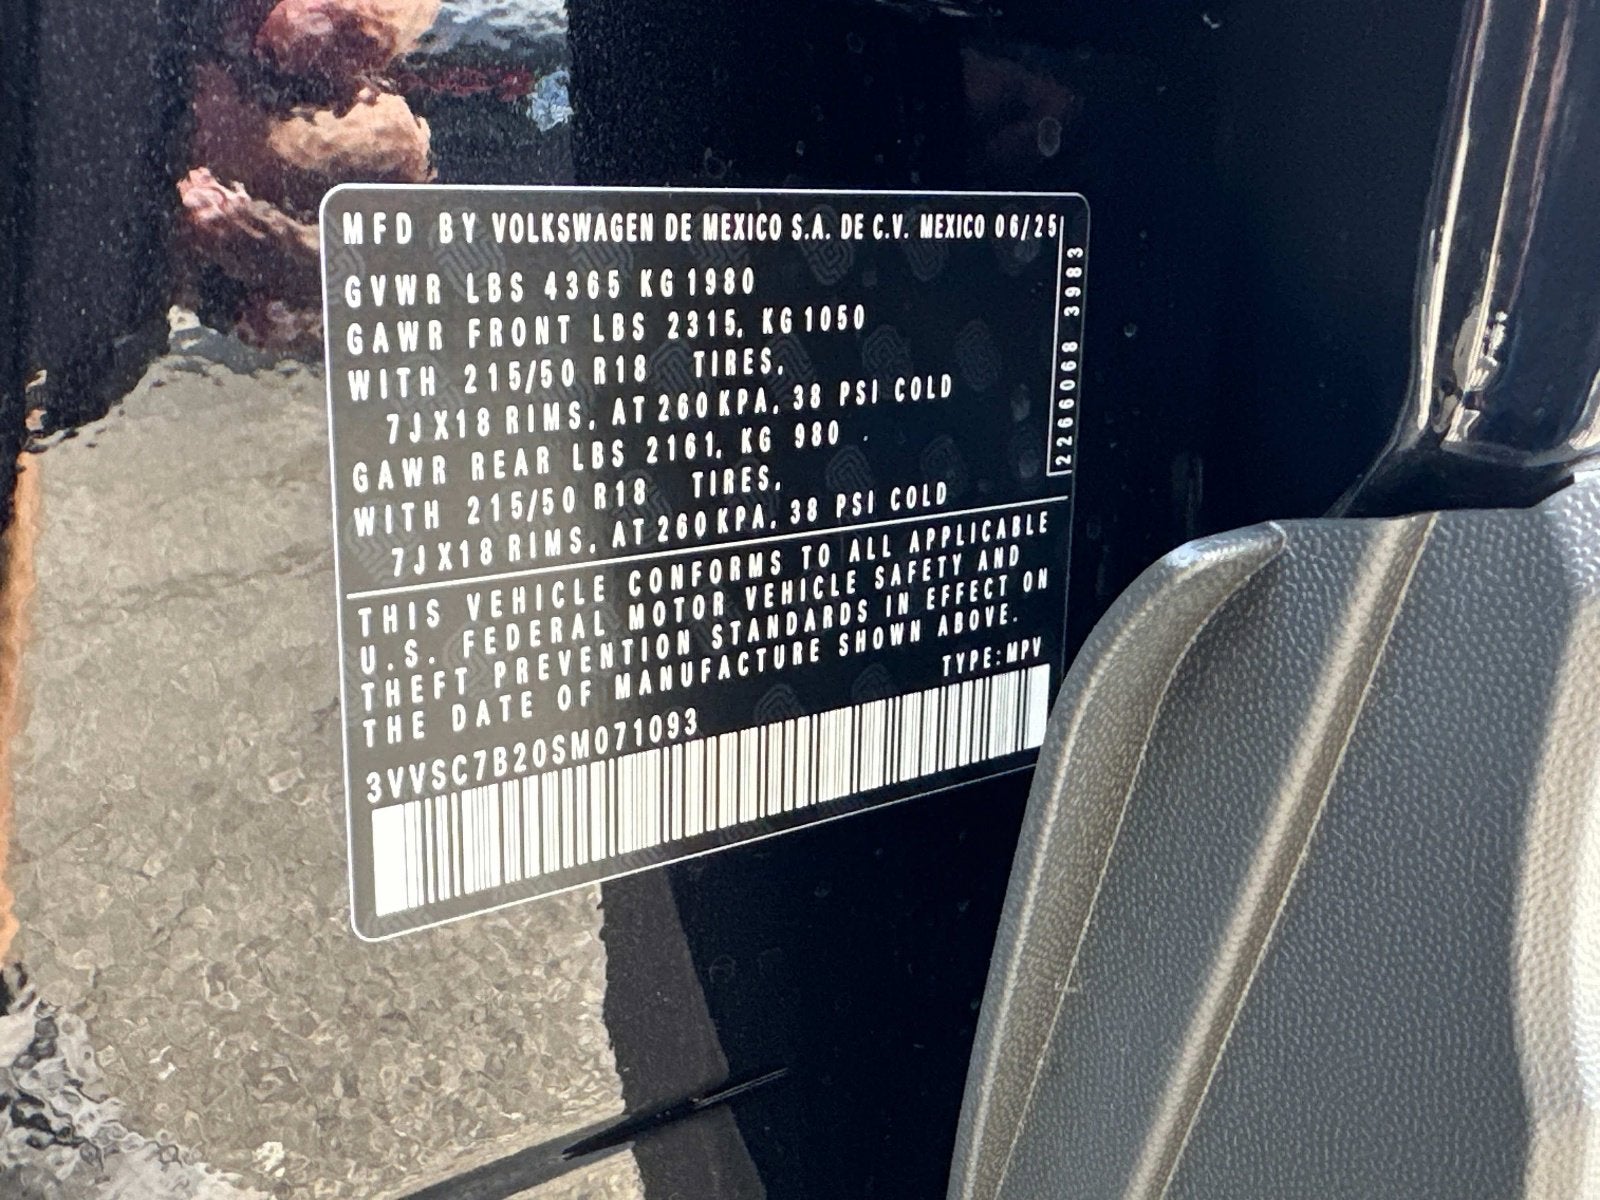 MFD BY VOLKSWAGEN DE MEXICO S.A. DE C.V. MEXICO 06/25
GVWR LBS 4365 KG 1980
GAWR FRONT LBS 2315, KG 1050
WITH 215/50 R18 TIRES,
7JX18 RIMS, AT 260 KPA, 38 PSI COLD
GAWR REAR LBS 2161, KG 980
WITH 215/50 R18 TIRES,
7JX18 RIMS, AT 260 KPA, 38 PSI COLD
2266068 3983
THIS VEHICLE CONFORMS TO ALL APPLICABLE
U.S. FEDERAL MOTOR VEHICLE SAFETY AND
THEFT PREVENTION STANDARDS IN EFFECT ON
THE DATE OF MANUFACTURE SHOWN ABOVE.
TYPE:MPV
3VVSC7B20SM071093